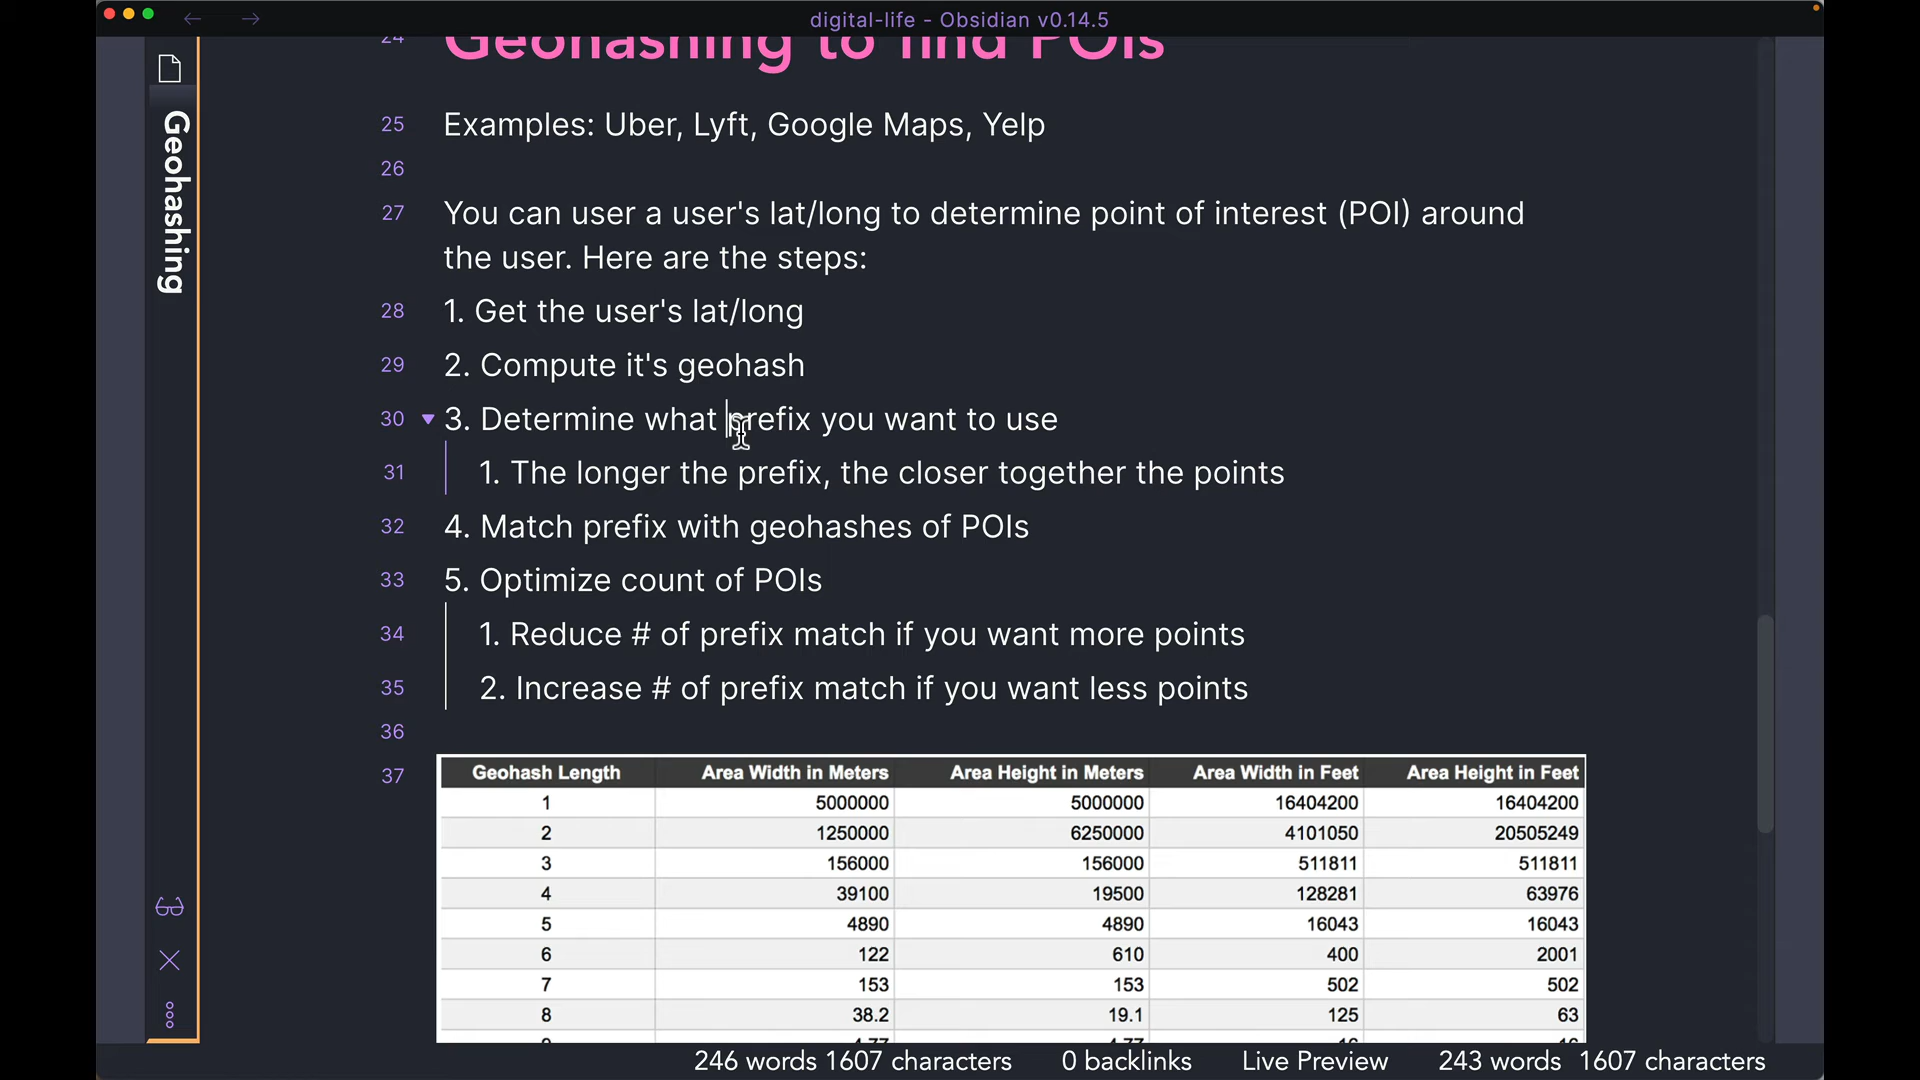 digital-life - Obsidian v0.14.5
Geohashing
24 Geohashing to find POIs
25 Examples: Uber, Lyft, Google Maps, Yelp
26
27 You can user a user's lat/long to determine point of interest (POI) around
the user. Here are the steps:
28 1. Get the user's lat/long
29 2. Compute it's geohash
30 3. Determine what prefix you want to use
31 1. The longer the prefix, the closer together the points
32 4. Match prefix with geohashes of POIs
33 5. Optimize count of POIs
34 1. Reduce # of prefix match if you want more points
35 2. Increase # of prefix match if you want less points
36
37
Geohash Length Area Width in Meters Area Height in Meters Area Width in Feet Area Height in Feet
1 5000000 5000000 16404200 16404200
2 1250000 6250000 4101050 20505249
3 156000 156000 511811 511811
4 39100 19500 128281 63976
5 4890 4890 16043 16043
6 122 610 400 2001
7 153 153 502 502
8 38.2 19.1 125 63
246 words 1607 characters 0 backlinks Live Preview 243 words 1607 characters